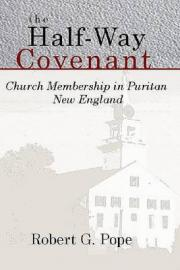 the
Half-Way
Covenant
Church Membership in Puritan
New England
Robert G. Pope